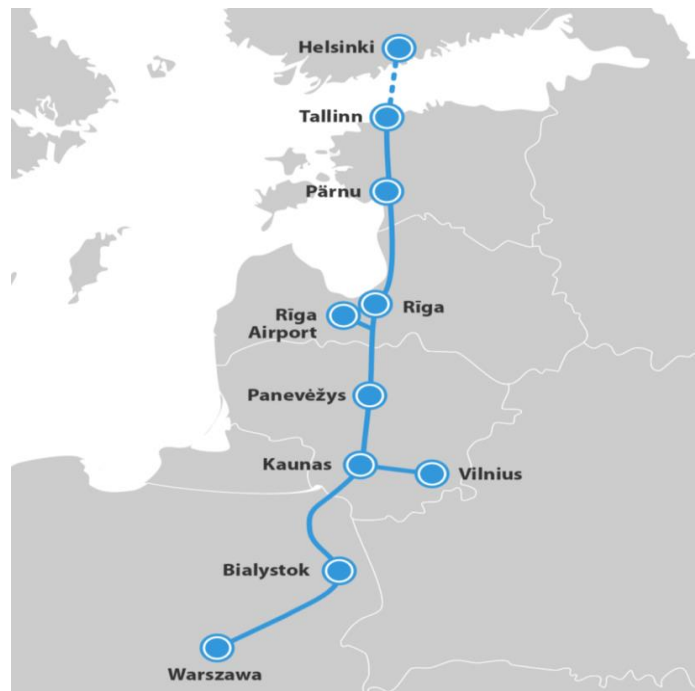 Helsinki
Tallinn
Pärnu
Rīga
Rīga
Airport
Panevėžys
Kaunas
Vilnius
Bialystok
Warszawa